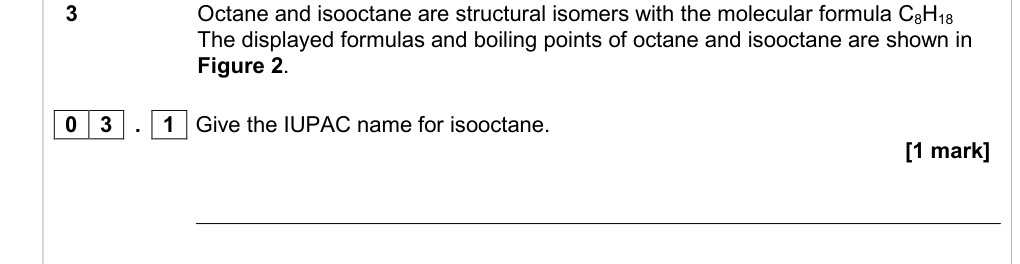 3 Octane and isooctane are structural isomers with the molecular formula C₈H₁₈
The displayed formulas and boiling points of octane and isooctane are shown in
Figure 2.
0 3 . 1 Give the IUPAC name for isooctane.
[1 mark]